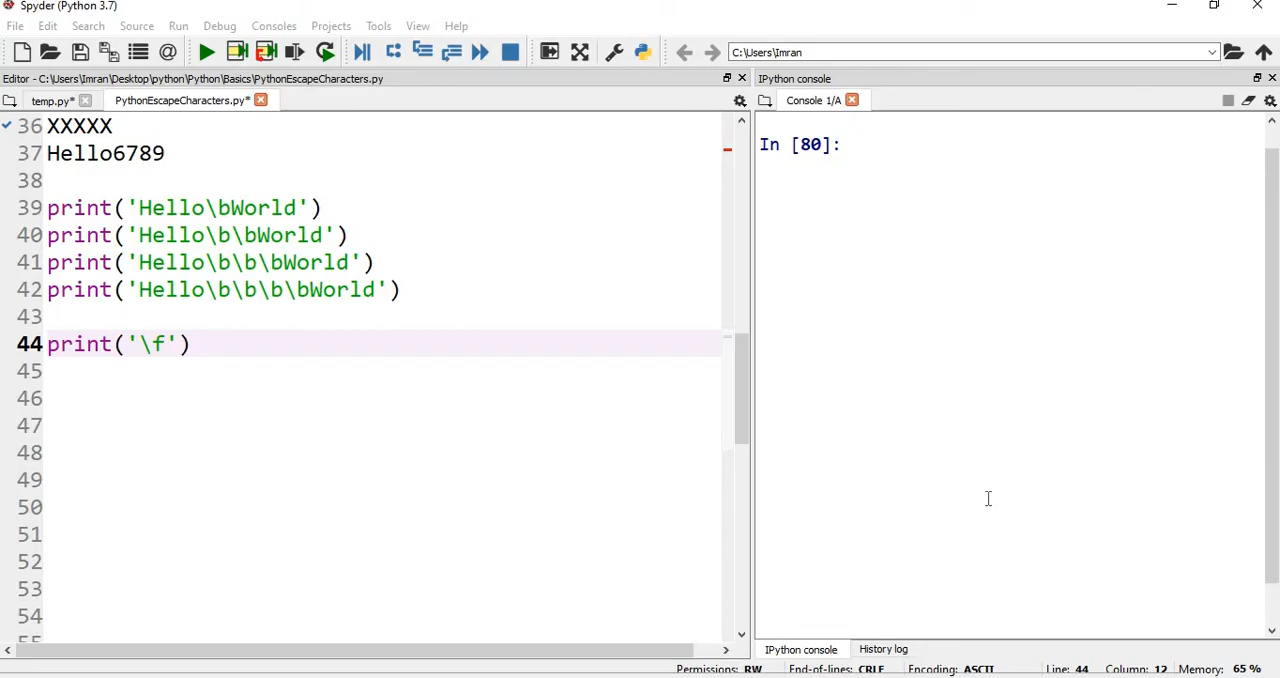 Spyder (Python 3.7)
File Edit Search Source Run Debug Consoles Projects Tools View Help
C:\Users\Imran
Editor - C:\Users\Imran\Desktop\python\Python\Basics\PythonEscapeCharacters.py
IPython console
temp.py* PythonEscapeCharacters.py*
Console 1/A
36 XXXXX
37 Hello6789
38
39 print('Hello\bWorld')
40 print('Hello\b\bWorld')
41 print('Hello\b\b\bWorld')
42 print('Hello\b\b\b\bWorld')
43
44 print('\f')
45
46
47
48
49
50
51
52
53
54
55
In [80]:
IPython console History log
Permissions: RW End-of-lines: CRLF Encoding: ASCII Line: 44 Column: 12 Memory: 65 %